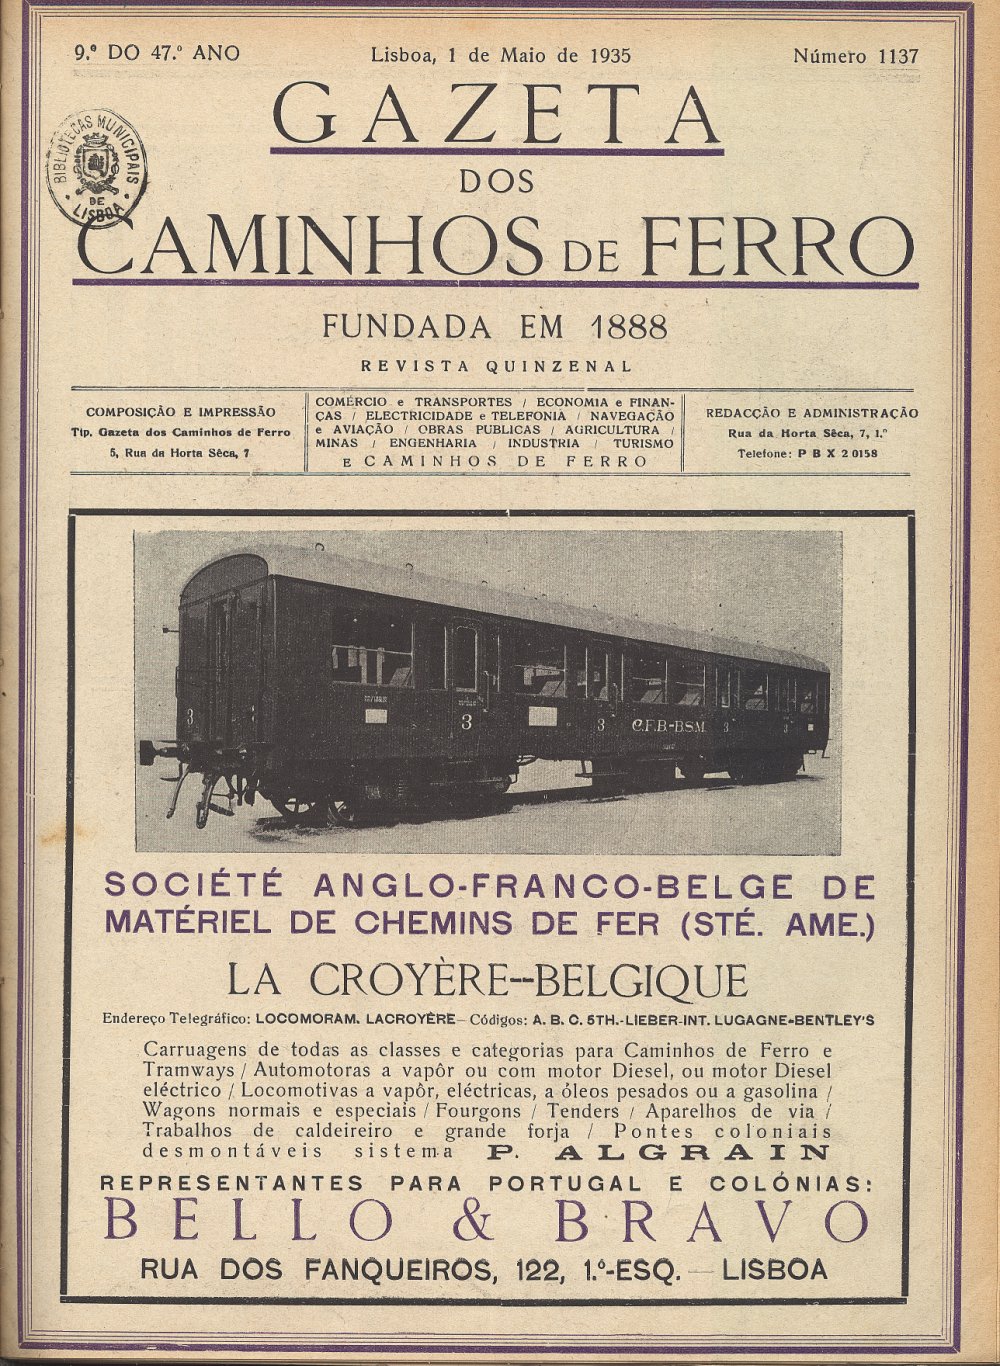 9.º DO 47.º ANO
Lisboa, 1 de Maio de 1935
Número 1137
GAZETA
DOS
CAMINHOS DE FERRO
BIBLIOTECAS MUNICIPAIS
DE
LISBOA
FUNDADA EM 1888
REVISTA QUINZENAL
COMPOSIÇÃO E IMPRESSÃO
Tip. Gazeta dos Caminhos de Ferro
5, Rua da Horta Sêca, 7
COMÉRCIO e TRANSPORTES / ECONOMIA e FINAN-
ÇAS / ELECTRICIDADE e TELEFONIA / NAVEGAÇÃO
e AVIAÇÃO / OBRAS PUBLICAS / AGRICULTURA /
MINAS / ENGENHARIA / INDUSTRIA / TURISMO
E CAMINHOS DE FERRO
REDACÇÃO E ADMINISTRAÇÃO
Rua da Horta Sêca, 7, 1.º
Telefone: P B X 2 0158
3 3 3 3 C.F.B-B.S.M. 3 3
SOCIÉTÉ ANGLO-FRANCO-BELGE DE
MATÉRIEL DE CHEMINS DE FER (STÉ. AME.)
LA CROYÈRE--BELGIQUE
Endereço Telegráfico: LOCOMORAM. LACROYÈRE – Códigos: A. B. C. 5TH.-LIEBER-INT. LUGAGNE-BENTLEY'S
Carruagens de todas as classes e categorias para Caminhos de Ferro e
Tramways / Automotoras a vapôr ou com motor Diesel, ou motor Diesel
eléctrico / Locomotivas a vapôr, eléctricas, a óleos pesados ou a gasolina /
Wagons normais e especiais / Fourgons / Tenders / Aparelhos de via /
Trabalhos de caldeireiro e grande forja / Pontes coloniais
desmontáveis sistema P. ALGRAIN
REPRESENTANTES PARA PORTUGAL E COLÓNIAS:
BELLO & BRAVO
RUA DOS FANQUEIROS, 122, 1.º-ESQ. — LISBOA